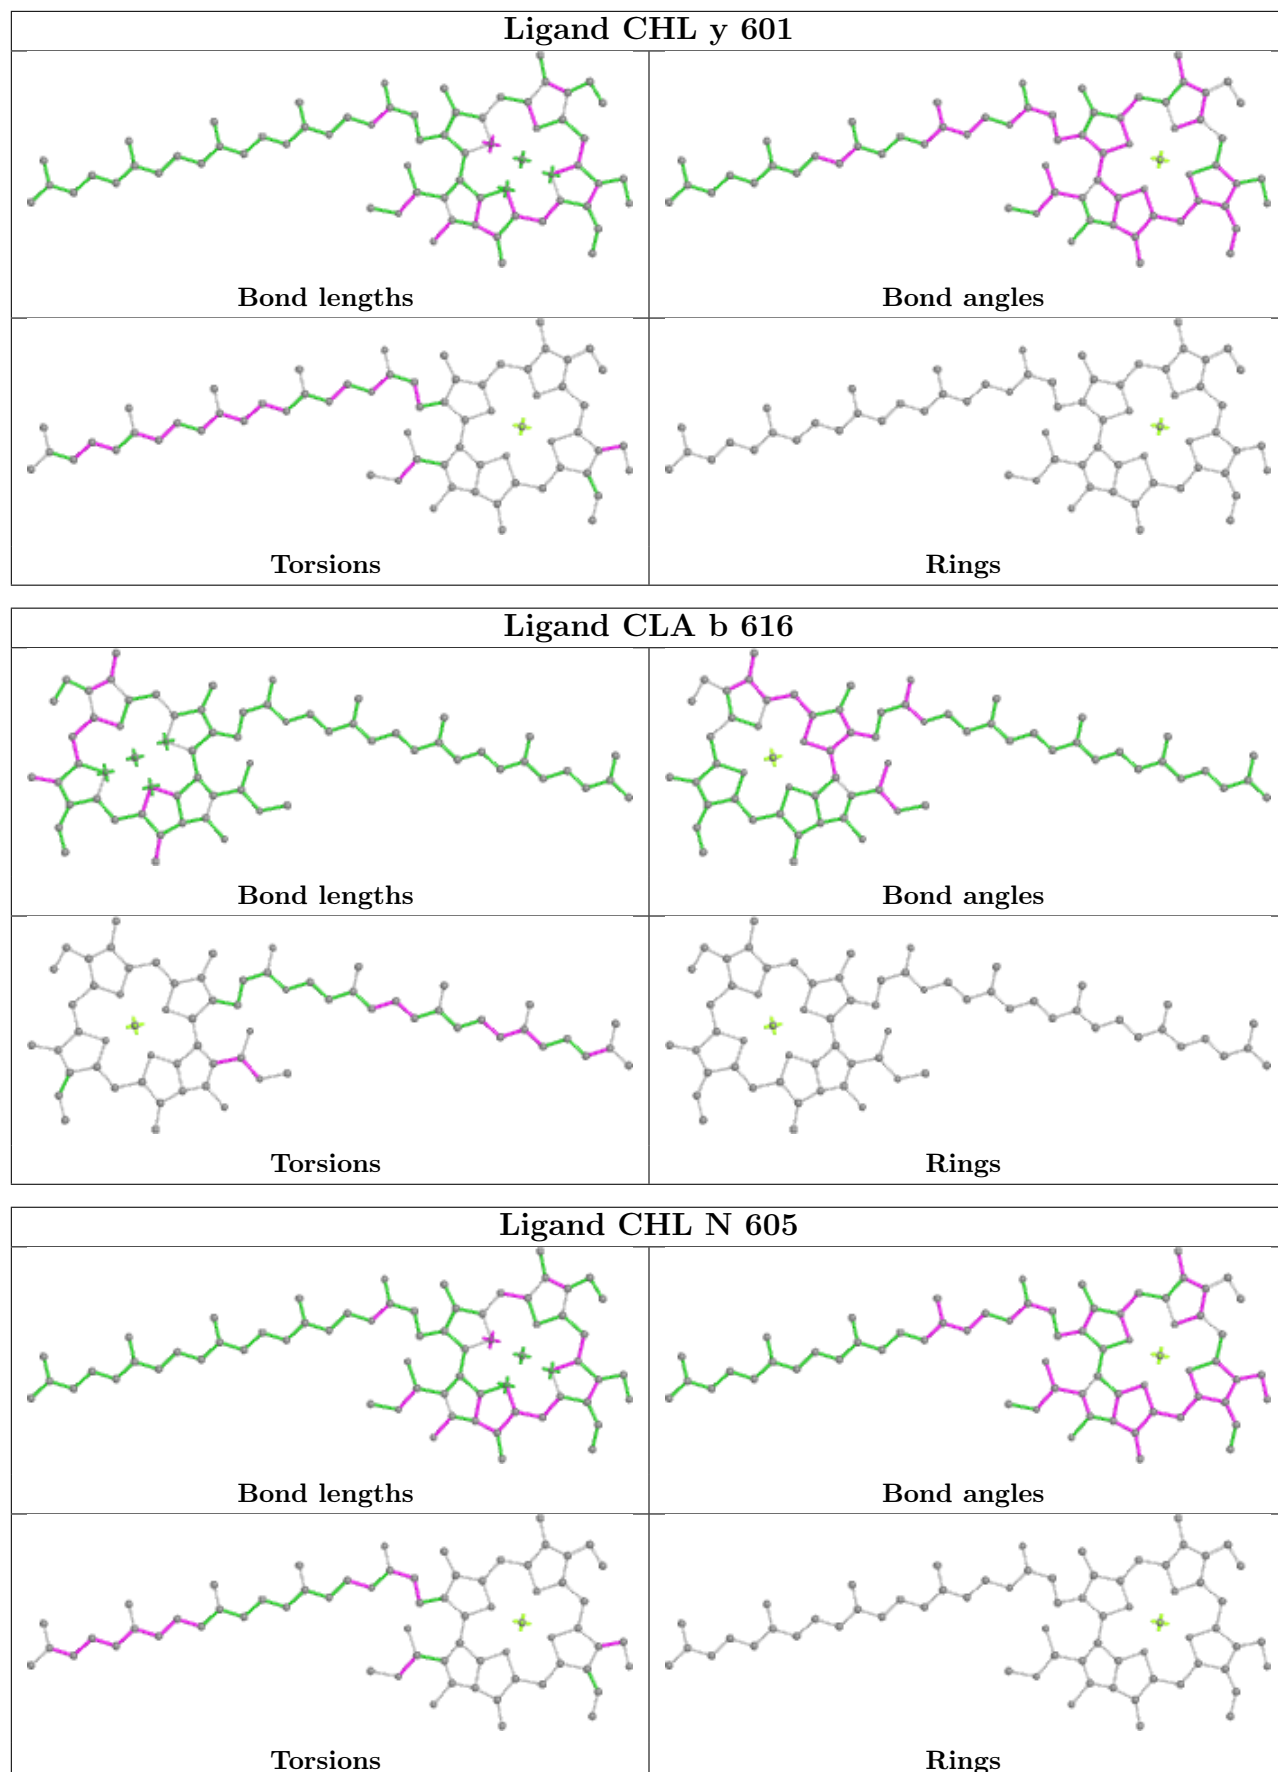 Ligand CHL y 601
Bond lengths
Bond angles
Torsions
Rings
Ligand CLA b 616
Bond lengths
Bond angles
Torsions
Rings
Ligand CHL N 605
Bond lengths
Bond angles
Torsions
Rings